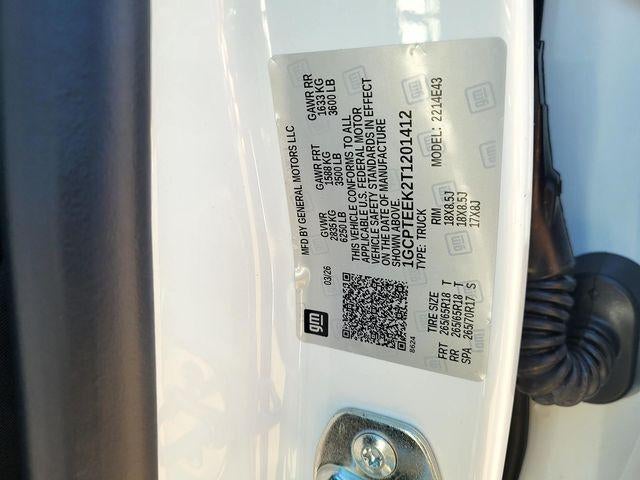 MFD BY GENERAL MOTORS LLC
03/26
GVWR GAWR FRT GAWR RR
2835 KG 1588 KG 1633 KG
6250 LB 3500 LB 3600 LB
THIS VEHICLE CONFORMS TO ALL
APPLICABLE U.S. FEDERAL MOTOR
VEHICLE SAFETY STANDARDS IN EFFECT
ON THE DATE OF MANUFACTURE
SHOWN ABOVE.
1GCPTEEK2T1201412
TYPE: TRUCK MODEL: 2214E43
gm
8624
TIRE SIZE RIM
FRT 265/65R18 T 18X8.5J
RR 265/65R18 T 18X8.5J
SPA 265/70R17 S 17X8J